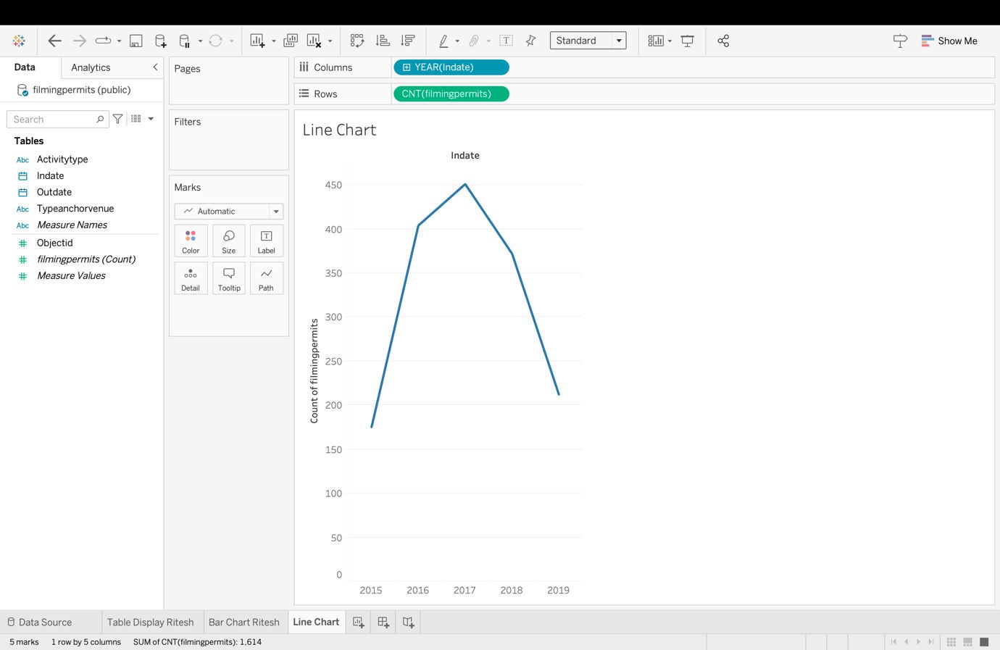 Standard
Show Me
Data
Analytics
Pages
Columns
YEAR(Indate)
filmingpermits (public)
Rows
CNT(filmingpermits)
Search
Filters
Tables
Line Chart
Abc Activitytype
Indate
Indate
Outdate
Abc Typeanchorvenue
Abc Measure Names
Objectid
filmingpermits (Count)
Measure Values
Marks
Automatic
Color
Size
T
Label
Detail
Tooltip
Path
450
400
350
300
250
200
150
100
50
0
Count of filmingpermits
2015 2016 2017 2018 2019
Data Source
Table Display Ritesh
Bar Chart Ritesh
Line Chart
5 marks
1 row by 5 columns
SUM of CNT(filmingpermits): 1,614